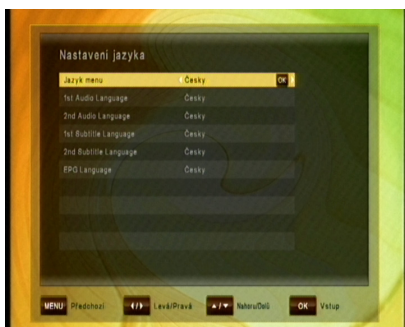 Nastaveni jazyka
Jazyk menu Česky OK
1st Audio Language Česky
2nd Audio Language Česky
1st Subtitle Language Česky
2nd Subtitle Language Česky
EPG Language Česky
MENU Předchozí Levá/Pravá Nahoru/Dolů OK Vstup